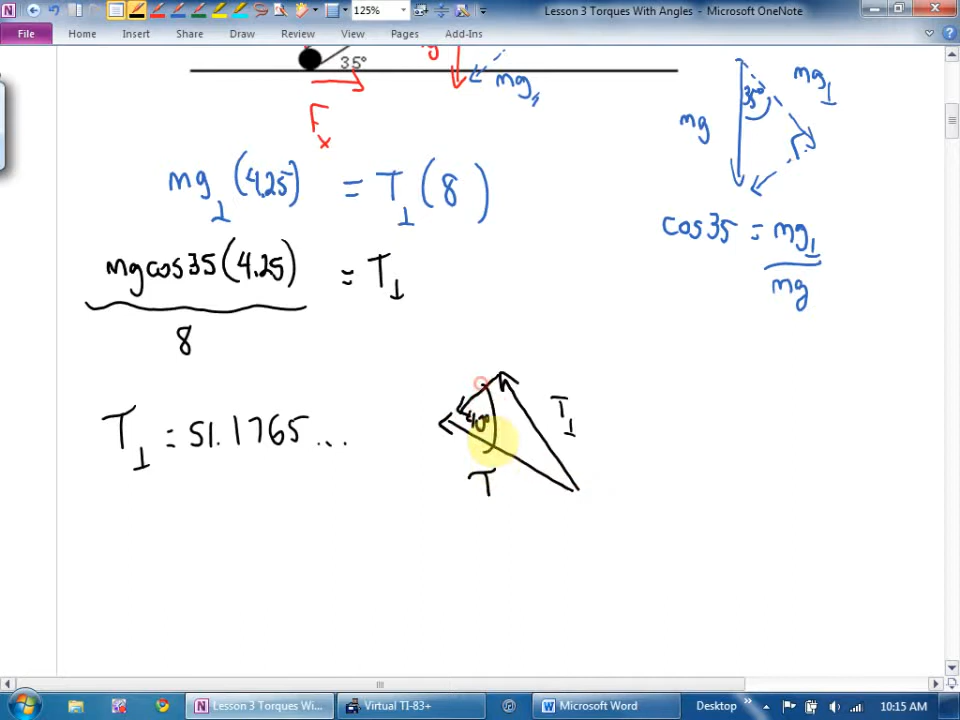 Lesson 3 Torques With Angles - Microsoft OneNote
125%
File Home Insert Share Draw Review Pages View
35°
Fx
mg
mg
mg⊥
35°
mg⊥(4.25) = T⊥(8)
cos35 = mg⊥
mg
mgcos35(4.25) = T⊥
8
T⊥ = 51.1765...
40°
T⊥
T
Lesson 3 Torques Wi...
Virtual TI-83+
Microsoft Word
Desktop
10:15 AM